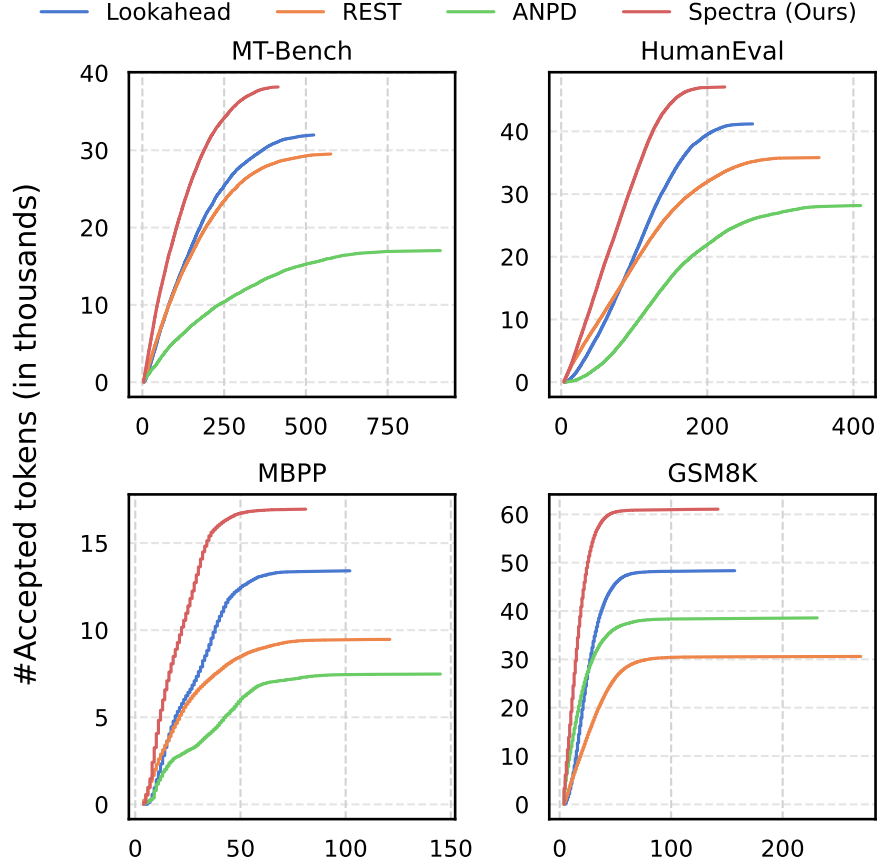 Lookahead REST ANPD Spectra (Ours)
MT-Bench HumanEval
#Accepted tokens (in thousands)
40
30
20
10
0
0 250 500 750
40
30
20
10
0
0 200 400
MBPP GSM8K
15
10
5
0
0 50 100 150
60
50
40
30
20
10
0
0 100 200